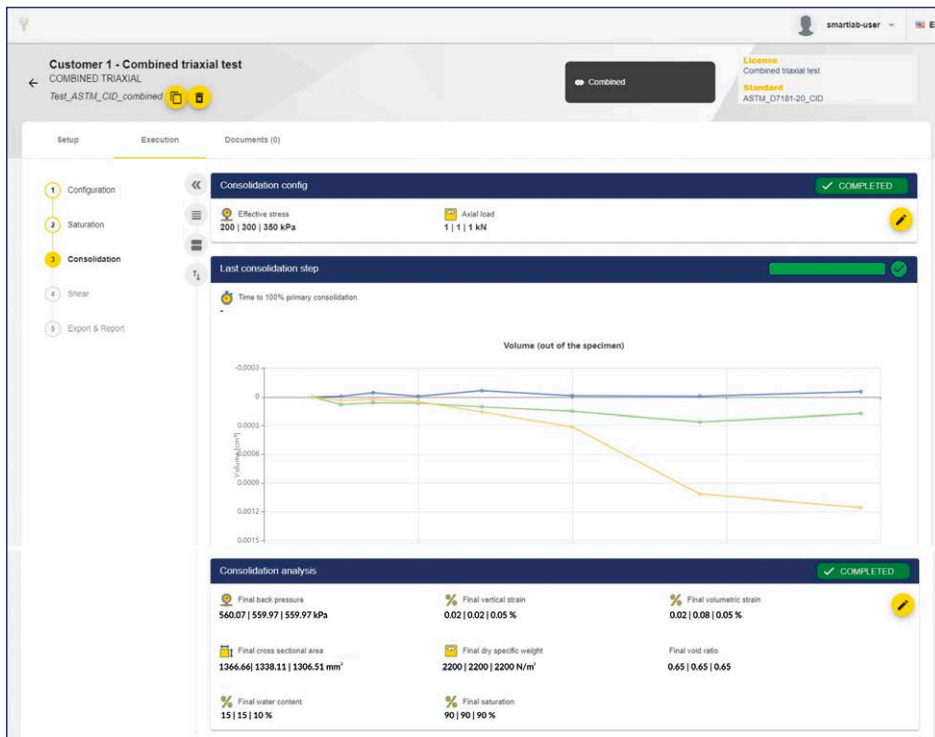 smartlab-user
E
Customer 1 - Combined triaxial test
COMBINED TRIAXIAL
Test_ASTM_CID_combined
Combined
License
Combined triaxial test
Standard
ASTM_D7181-20_CID
Setup
Execution
Documents (0)
1 Configuration
2 Saturation
3 Consolidation
4 Shear
5 Export & Report
Consolidation config
COMPLETED
Effective stress
200 | 300 | 350 kPa
Axial load
1 | 1 | 1 kN
Last consolidation step
Time to 100% primary consolidation
-
Volume (out of the specimen)
Volume [cm³]
-0.0003
0
0.0003
0.0006
0.0009
0.0012
0.0015
Consolidation analysis
COMPLETED
Final back pressure
560.07 | 559.97 | 559.97 kPa
Final vertical strain
0.02 | 0.02 | 0.05 %
Final volumetric strain
0.02 | 0.08 | 0.05 %
Final cross sectional area
1366.66| 1338.11 | 1306.51 mm²
Final dry specific weight
2200 | 2200 | 2200 N/m³
Final void ratio
0.65 | 0.65 | 0.65
Final water content
15 | 15 | 10 %
Final saturation
90 | 90 | 90 %